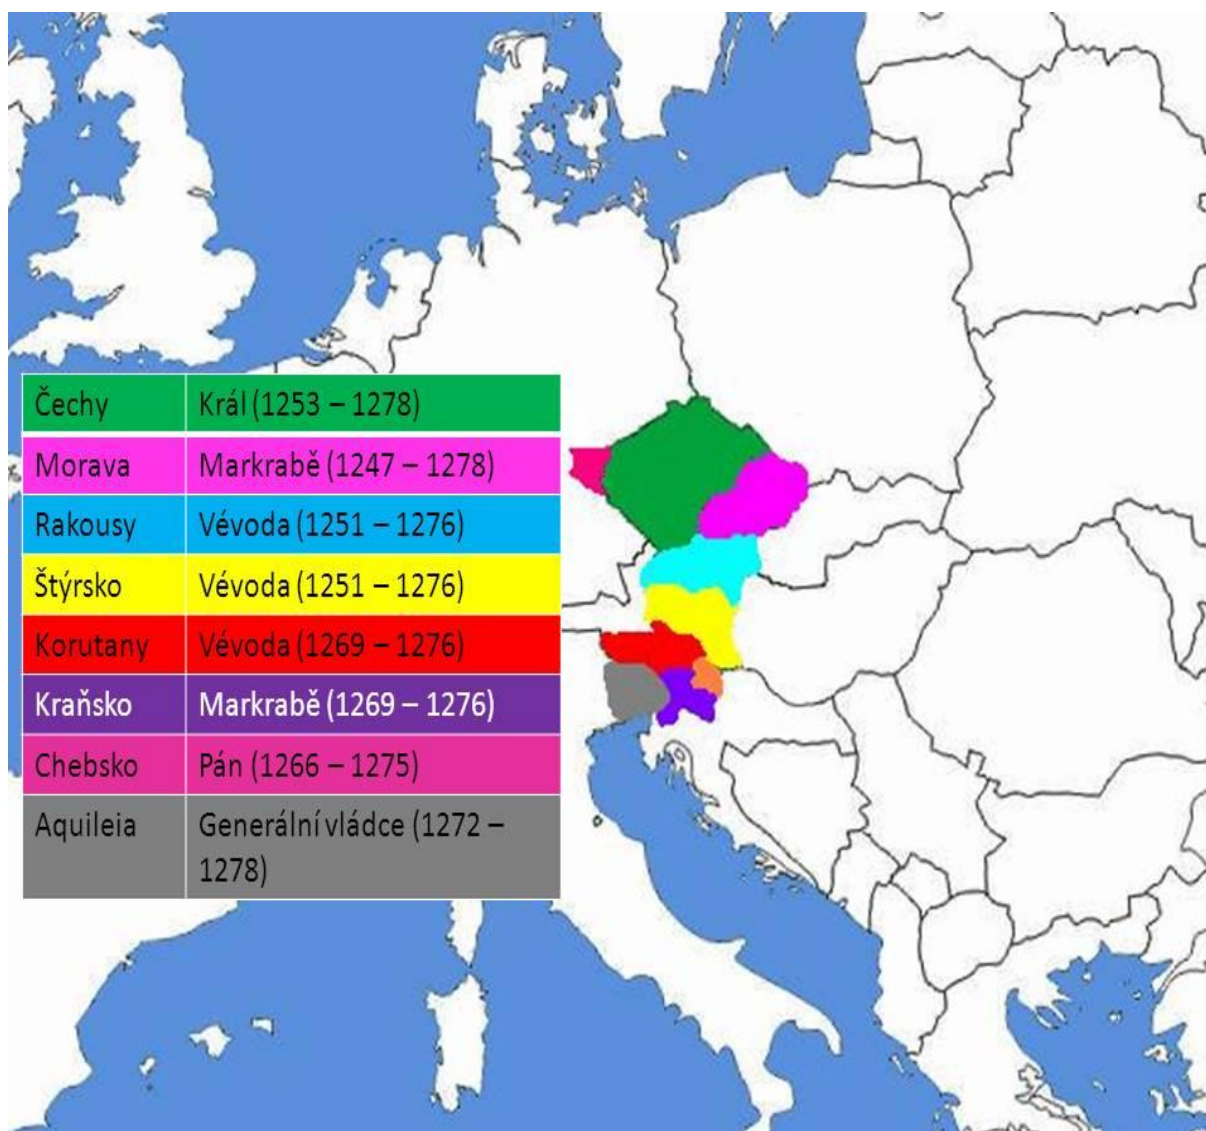 Čechy Král (1253 – 1278)
Morava Markrabě (1247 – 1278)
Rakousy Vévoda (1251 – 1276)
Štýrsko Vévoda (1251 – 1276)
Korutany Vévoda (1269 – 1276)
Kraňsko Markrabě (1269 – 1276)
Chebsko Pán (1266 – 1275)
Aquileia Generální vládce (1272 –
1278)